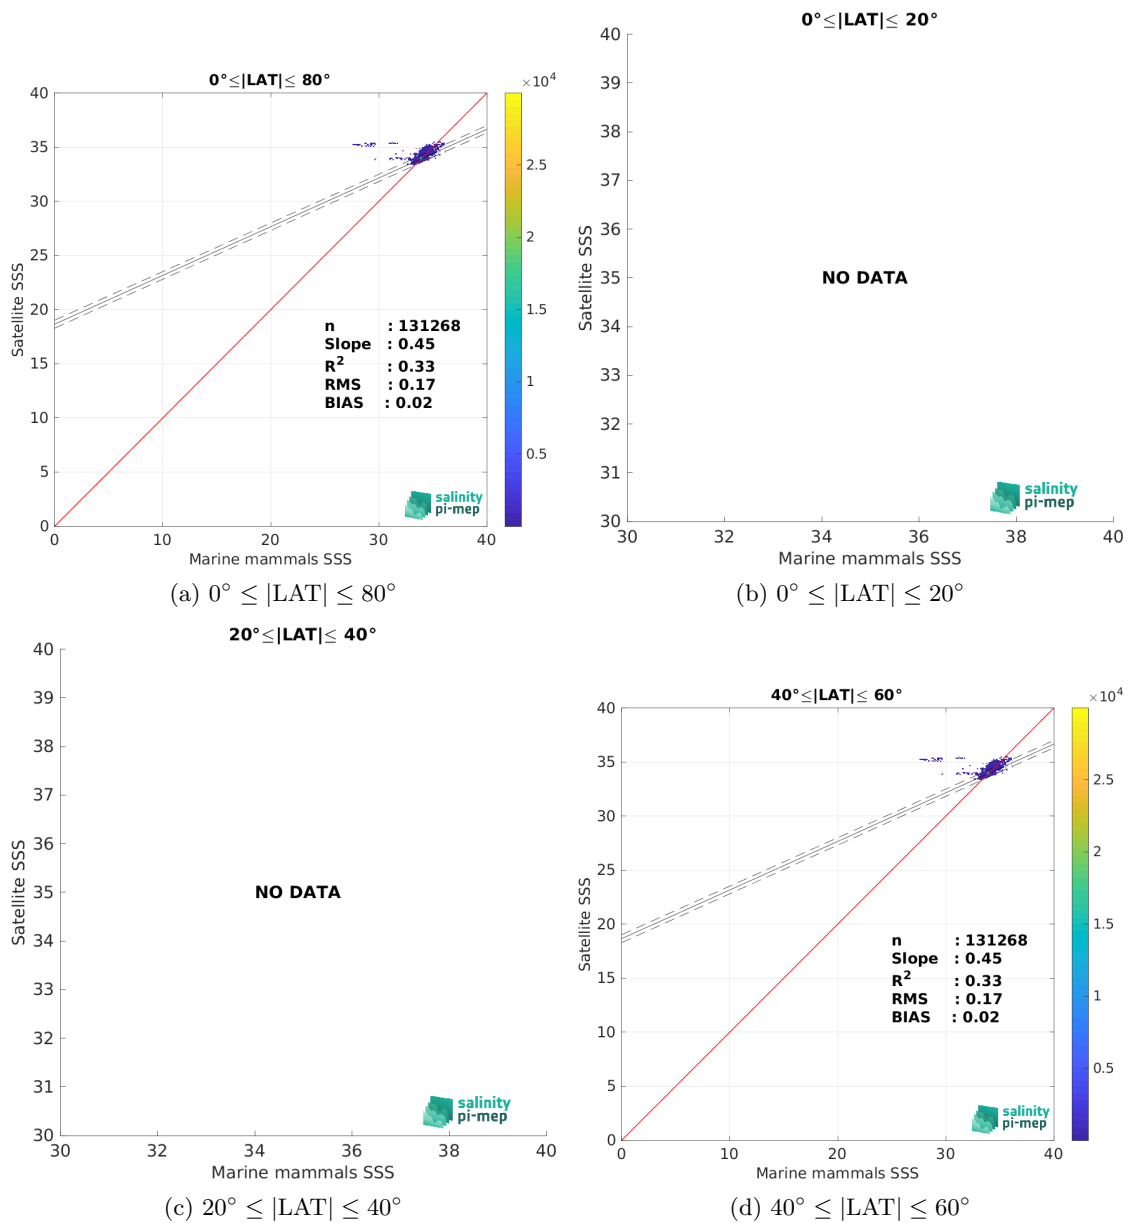 0°≤|LAT|≤ 80°
×10⁴
40
35
30
25
20
15
10
5
0
Satellite SSS
n : 131268
Slope : 0.45
R² : 0.33
RMS : 0.17
BIAS : 0.02
salinity
pi-mep
2.5
2
1.5
1
0.5
0 10 20 30 40
Marine mammals SSS
(a) 0° ≤ |LAT| ≤ 80°
0°≤|LAT|≤ 20°
40
39
38
37
36
35
34
33
32
31
30
Satellite SSS
NO DATA
salinity
pi-mep
30 32 34 36 38 40
Marine mammals SSS
(b) 0° ≤ |LAT| ≤ 20°
20°≤|LAT|≤ 40°
40
39
38
37
36
35
34
33
32
31
30
Satellite SSS
NO DATA
salinity
pi-mep
30 32 34 36 38 40
Marine mammals SSS
(c) 20° ≤ |LAT| ≤ 40°
40°≤|LAT|≤ 60°
×10⁴
40
35
30
25
20
15
10
5
0
Satellite SSS
n : 131268
Slope : 0.45
R² : 0.33
RMS : 0.17
BIAS : 0.02
salinity
pi-mep
2.5
2
1.5
1
0.5
0 10 20 30 40
Marine mammals SSS
(d) 40° ≤ |LAT| ≤ 60°